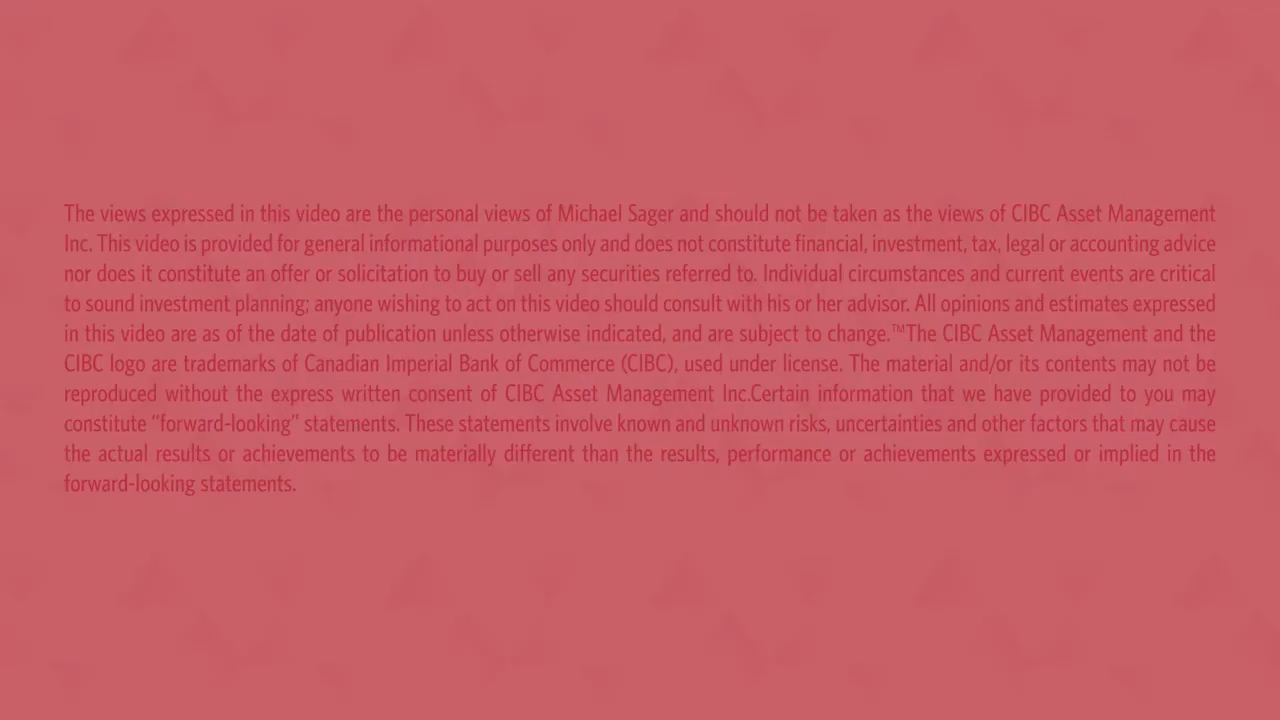 The views expressed in this video are the personal views of Michael Sager and should not be taken as the views of CIBC Asset Management
Inc. This video is provided for general informational purposes only and does not constitute financial, investment, tax, legal or accounting advice
nor does it constitute an offer or solicitation to buy or sell any securities referred to. Individual circumstances and current events are critical
to sound investment planning; anyone wishing to act on this video should consult with his or her advisor. All opinions and estimates expressed
in this video are as of the date of publication unless otherwise indicated, and are subject to change.™The CIBC Asset Management and the
CIBC logo are trademarks of Canadian Imperial Bank of Commerce (CIBC), used under license. The material and/or its contents may not be
reproduced without the express written consent of CIBC Asset Management Inc.Certain information that we have provided to you may
constitute “forward-looking” statements. These statements involve known and unknown risks, uncertainties and other factors that may cause
the actual results or achievements to be materially different than the results, performance or achievements expressed or implied in the
forward-looking statements.